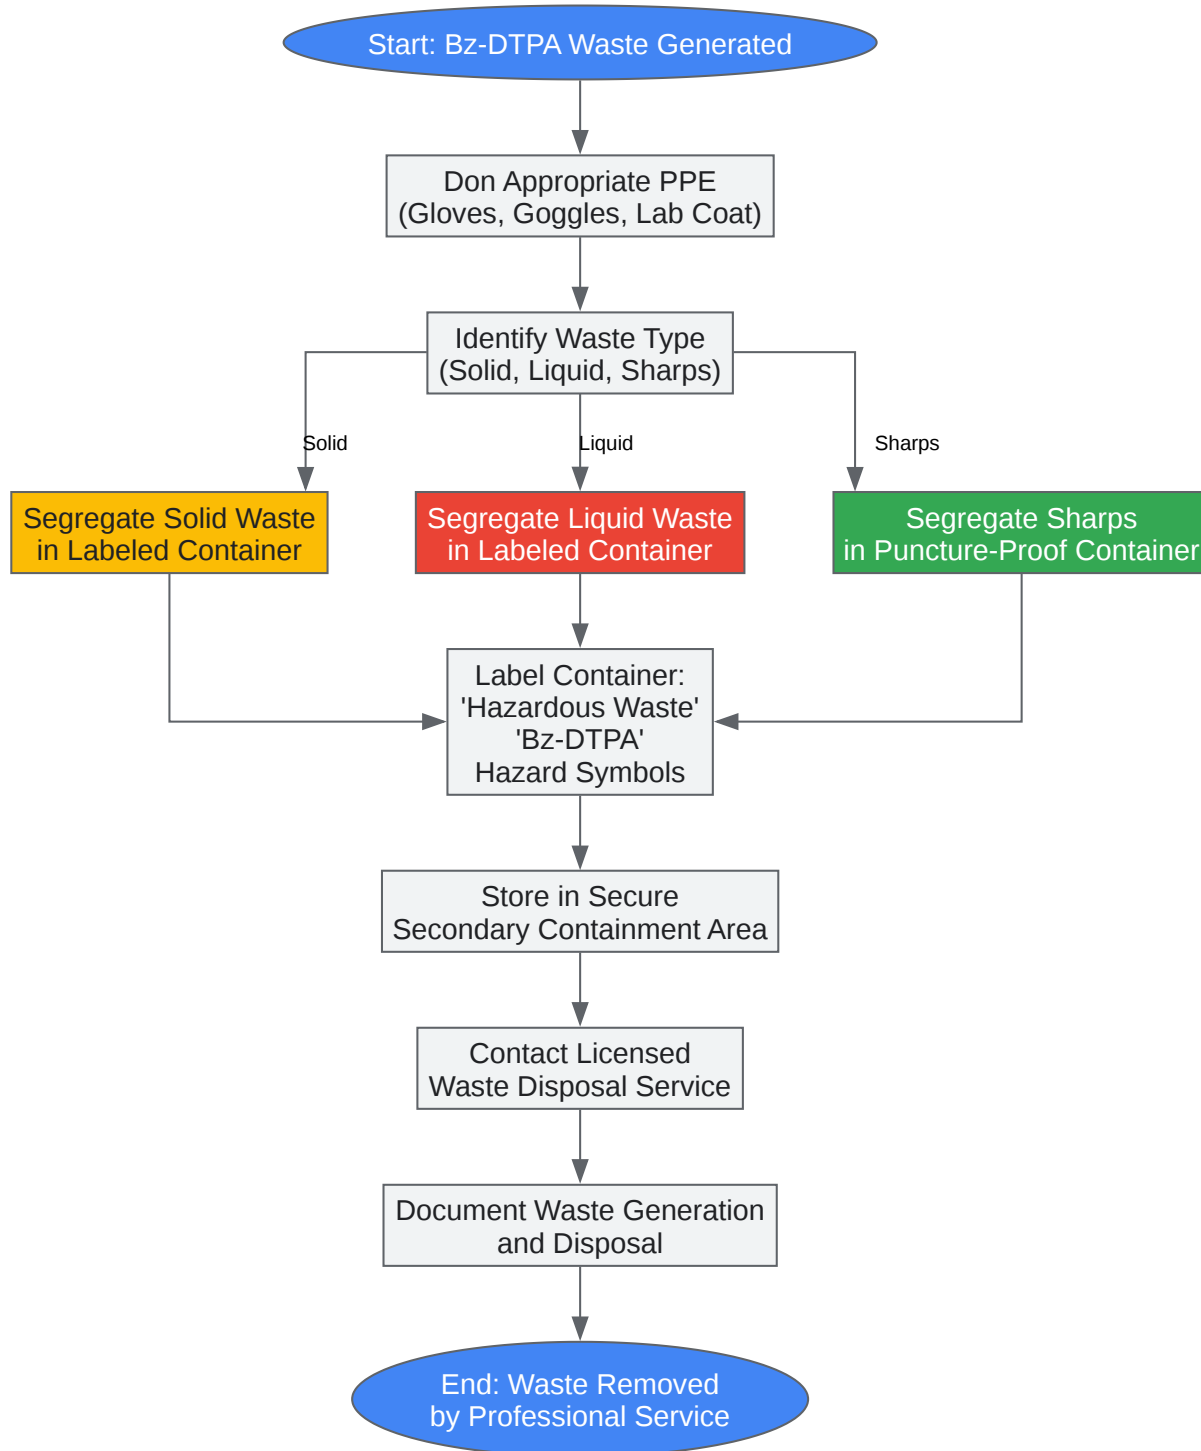 Start: Bz-DTPA Waste Generated
Don Appropriate PPE
(Gloves, Goggles, Lab Coat)
Identify Waste Type
(Solid, Liquid, Sharps)
Solid
Liquid
Sharps
Segregate Solid Waste
in Labeled Container
Segregate Liquid Waste
in Labeled Container
Segregate Sharps
in Puncture-Proof Container
Label Container:
'Hazardous Waste'
'Bz-DTPA'
Hazard Symbols
Store in Secure
Secondary Containment Area
Contact Licensed
Waste Disposal Service
Document Waste Generation
and Disposal
End: Waste Removed
by Professional Service